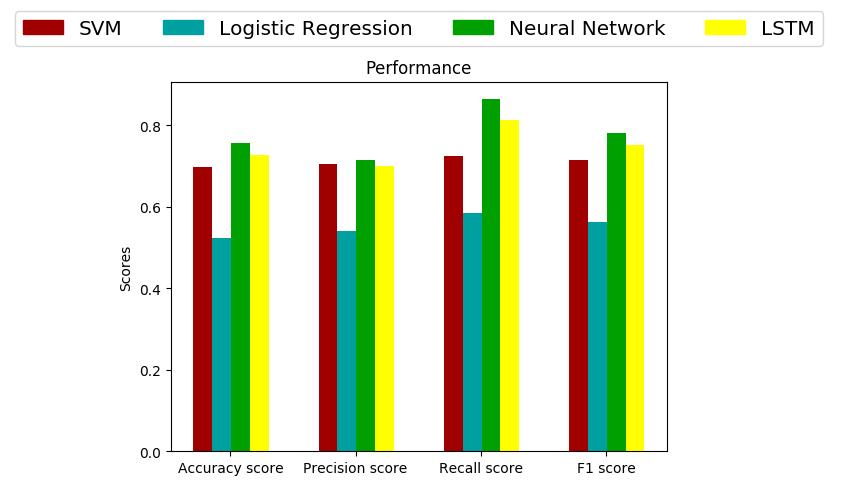 SVM Logistic Regression Neural Network LSTM
Performance
Scores
0.8
0.6
0.4
0.2
0.0
Accuracy score Precision score Recall score F1 score